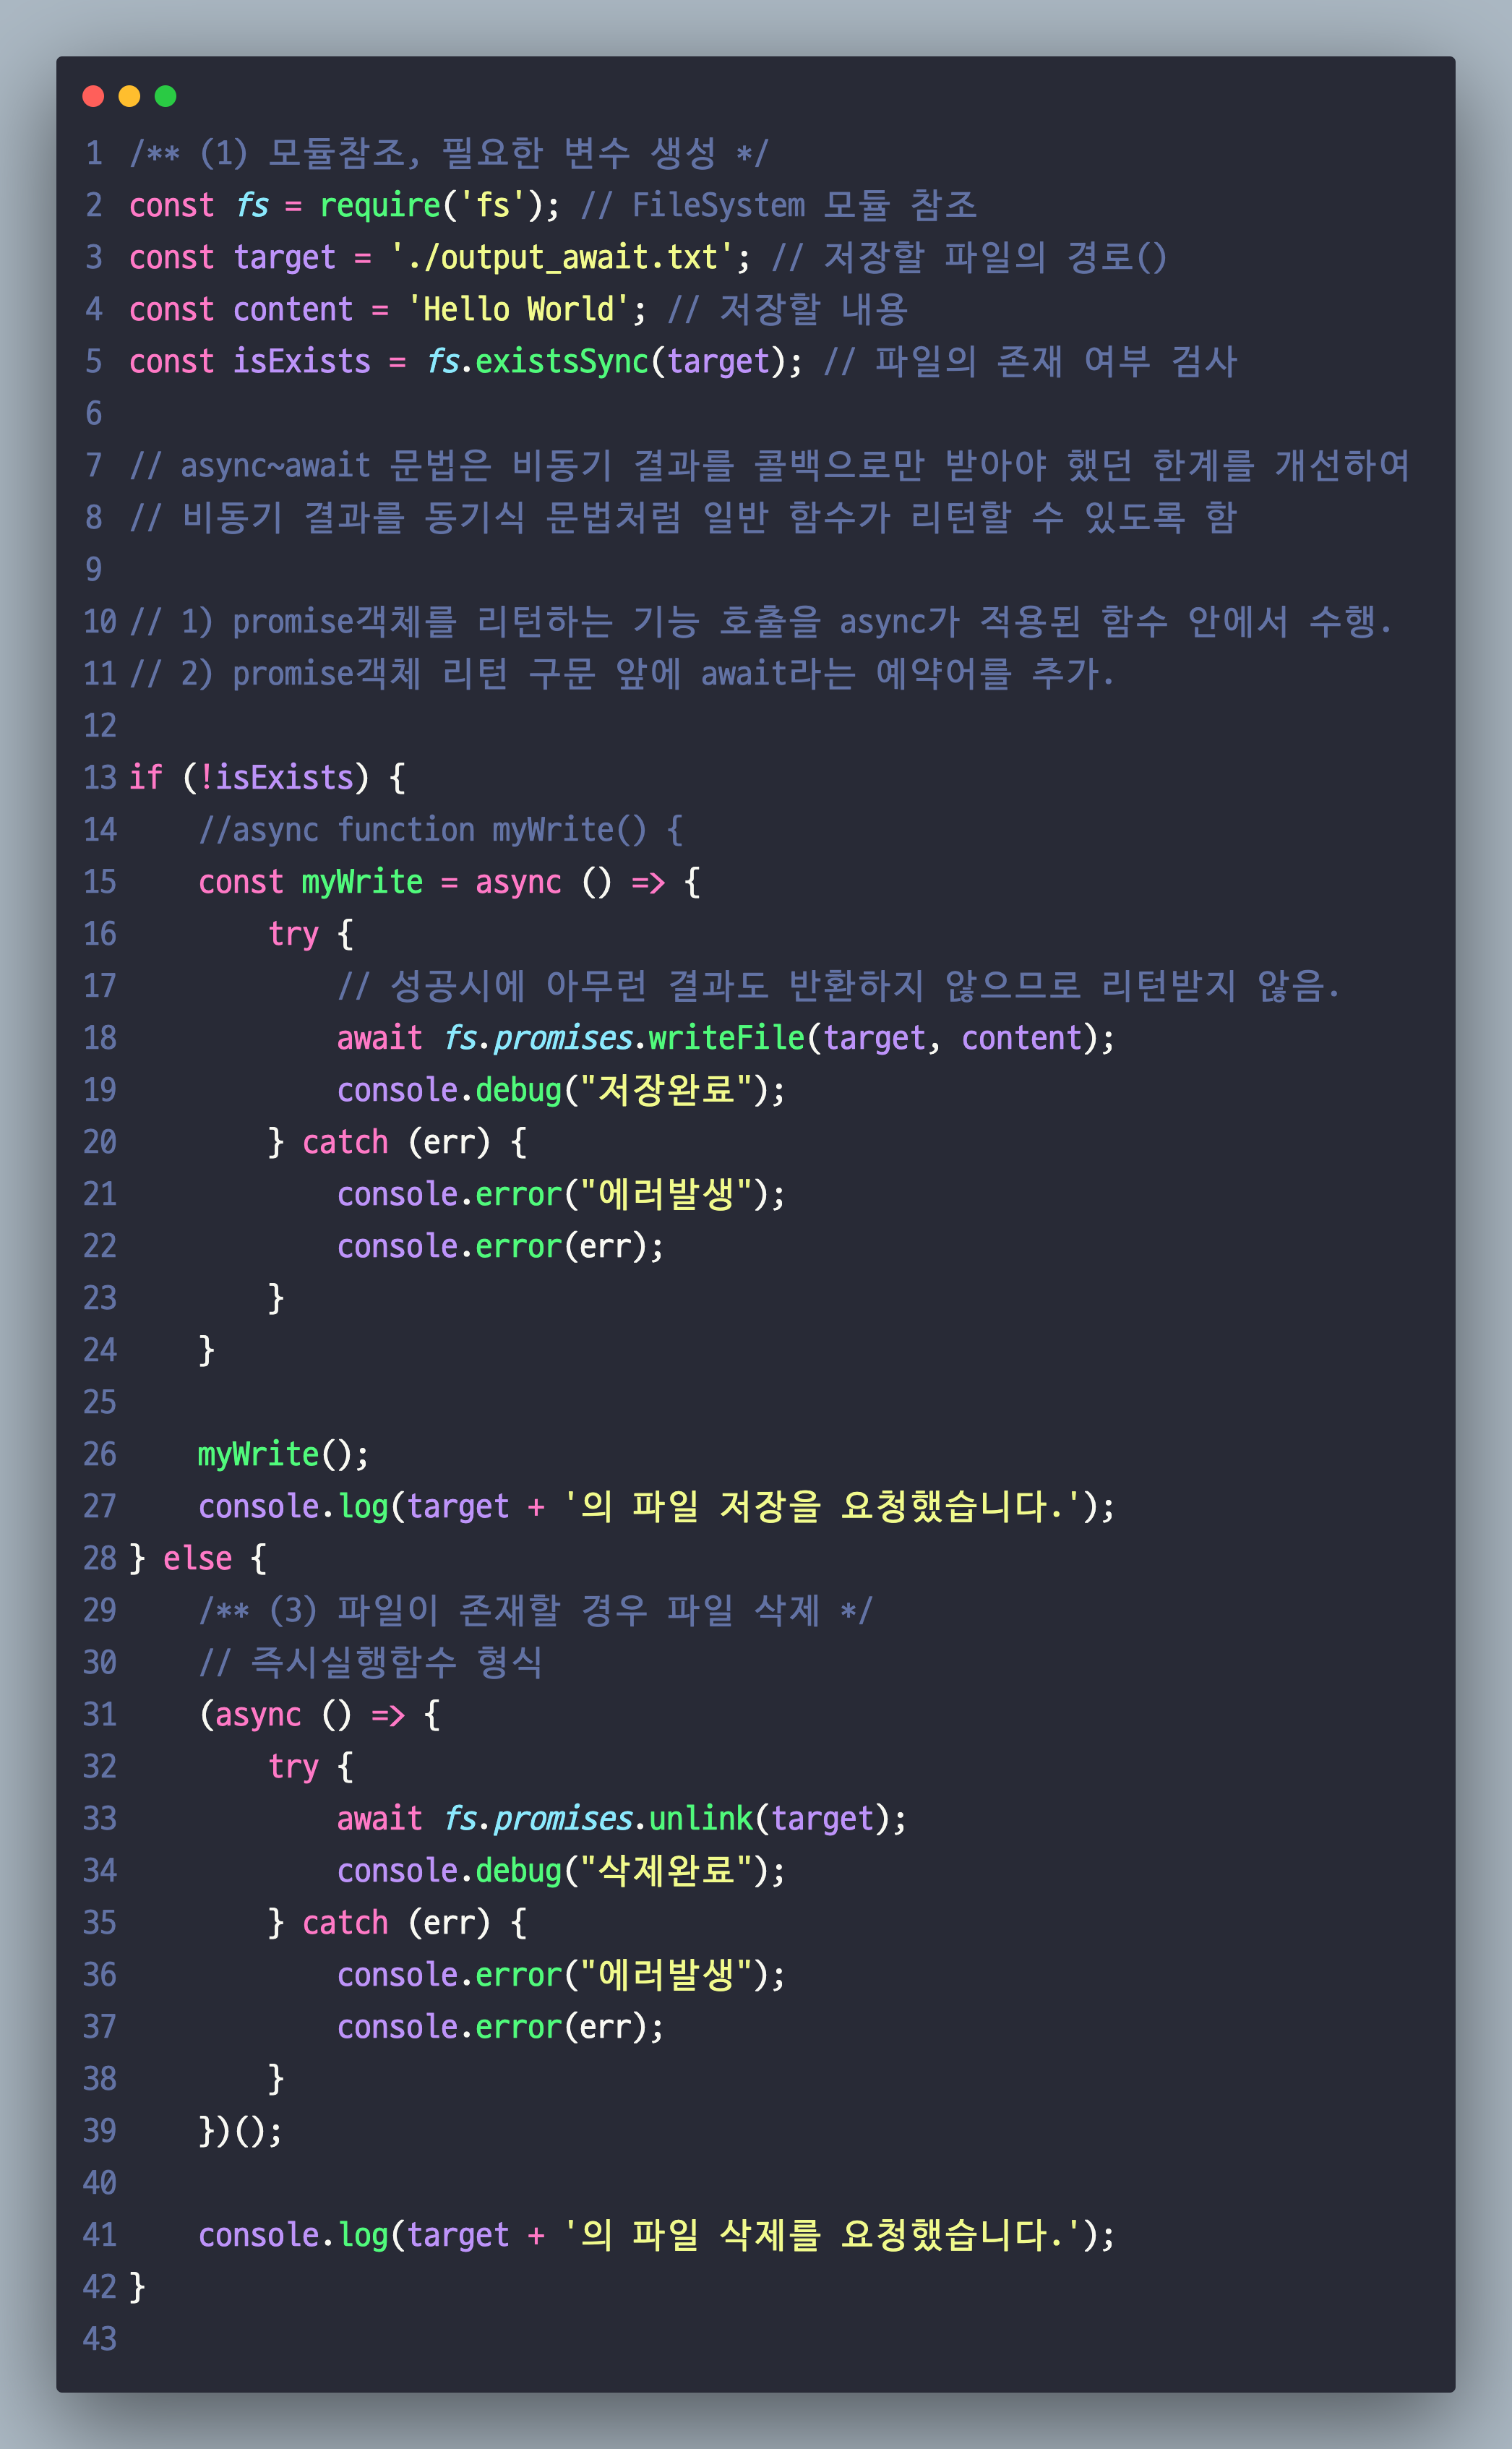 1 /** (1) 모듈참조, 필요한 변수 생성 */
2 const fs = require('fs'); // FileSystem 모듈 참조
3 const target = './output_await.txt'; // 저장할 파일의 경로()
4 const content = 'Hello World'; // 저장할 내용
5 const isExists = fs.existsSync(target); // 파일의 존재 여부 검사
6
7 // async~await 문법은 비동기 결과를 콜백으로만 받아야 했던 한계를 개선하여
8 // 비동기 결과를 동기식 문법처럼 일반 함수가 리턴할 수 있도록 함
9
10 // 1) promise객체를 리턴하는 기능 호출을 async가 적용된 함수 안에서 수행.
11 // 2) promise객체 리턴 구문 앞에 await라는 예약어를 추가.
12
13 if (!isExists) {
14     //async function myWrite() {
15     const myWrite = async () => {
16         try {
17             // 성공시에 아무런 결과도 반환하지 않으므로 리턴받지 않음.
18             await fs.promises.writeFile(target, content);
19             console.debug("저장완료");
20         } catch (err) {
21             console.error("에러발생");
22             console.error(err);
23         }
24     }
25
26     myWrite();
27     console.log(target + '의 파일 저장을 요청했습니다.');
28 } else {
29     /** (3) 파일이 존재할 경우 파일 삭제 */
30     // 즉시실행함수 형식
31     (async () => {
32         try {
33             await fs.promises.unlink(target);
34             console.debug("삭제완료");
35         } catch (err) {
36             console.error("에러발생");
37             console.error(err);
38         }
39     })();
40
41     console.log(target + '의 파일 삭제를 요청했습니다.');
42 }
43